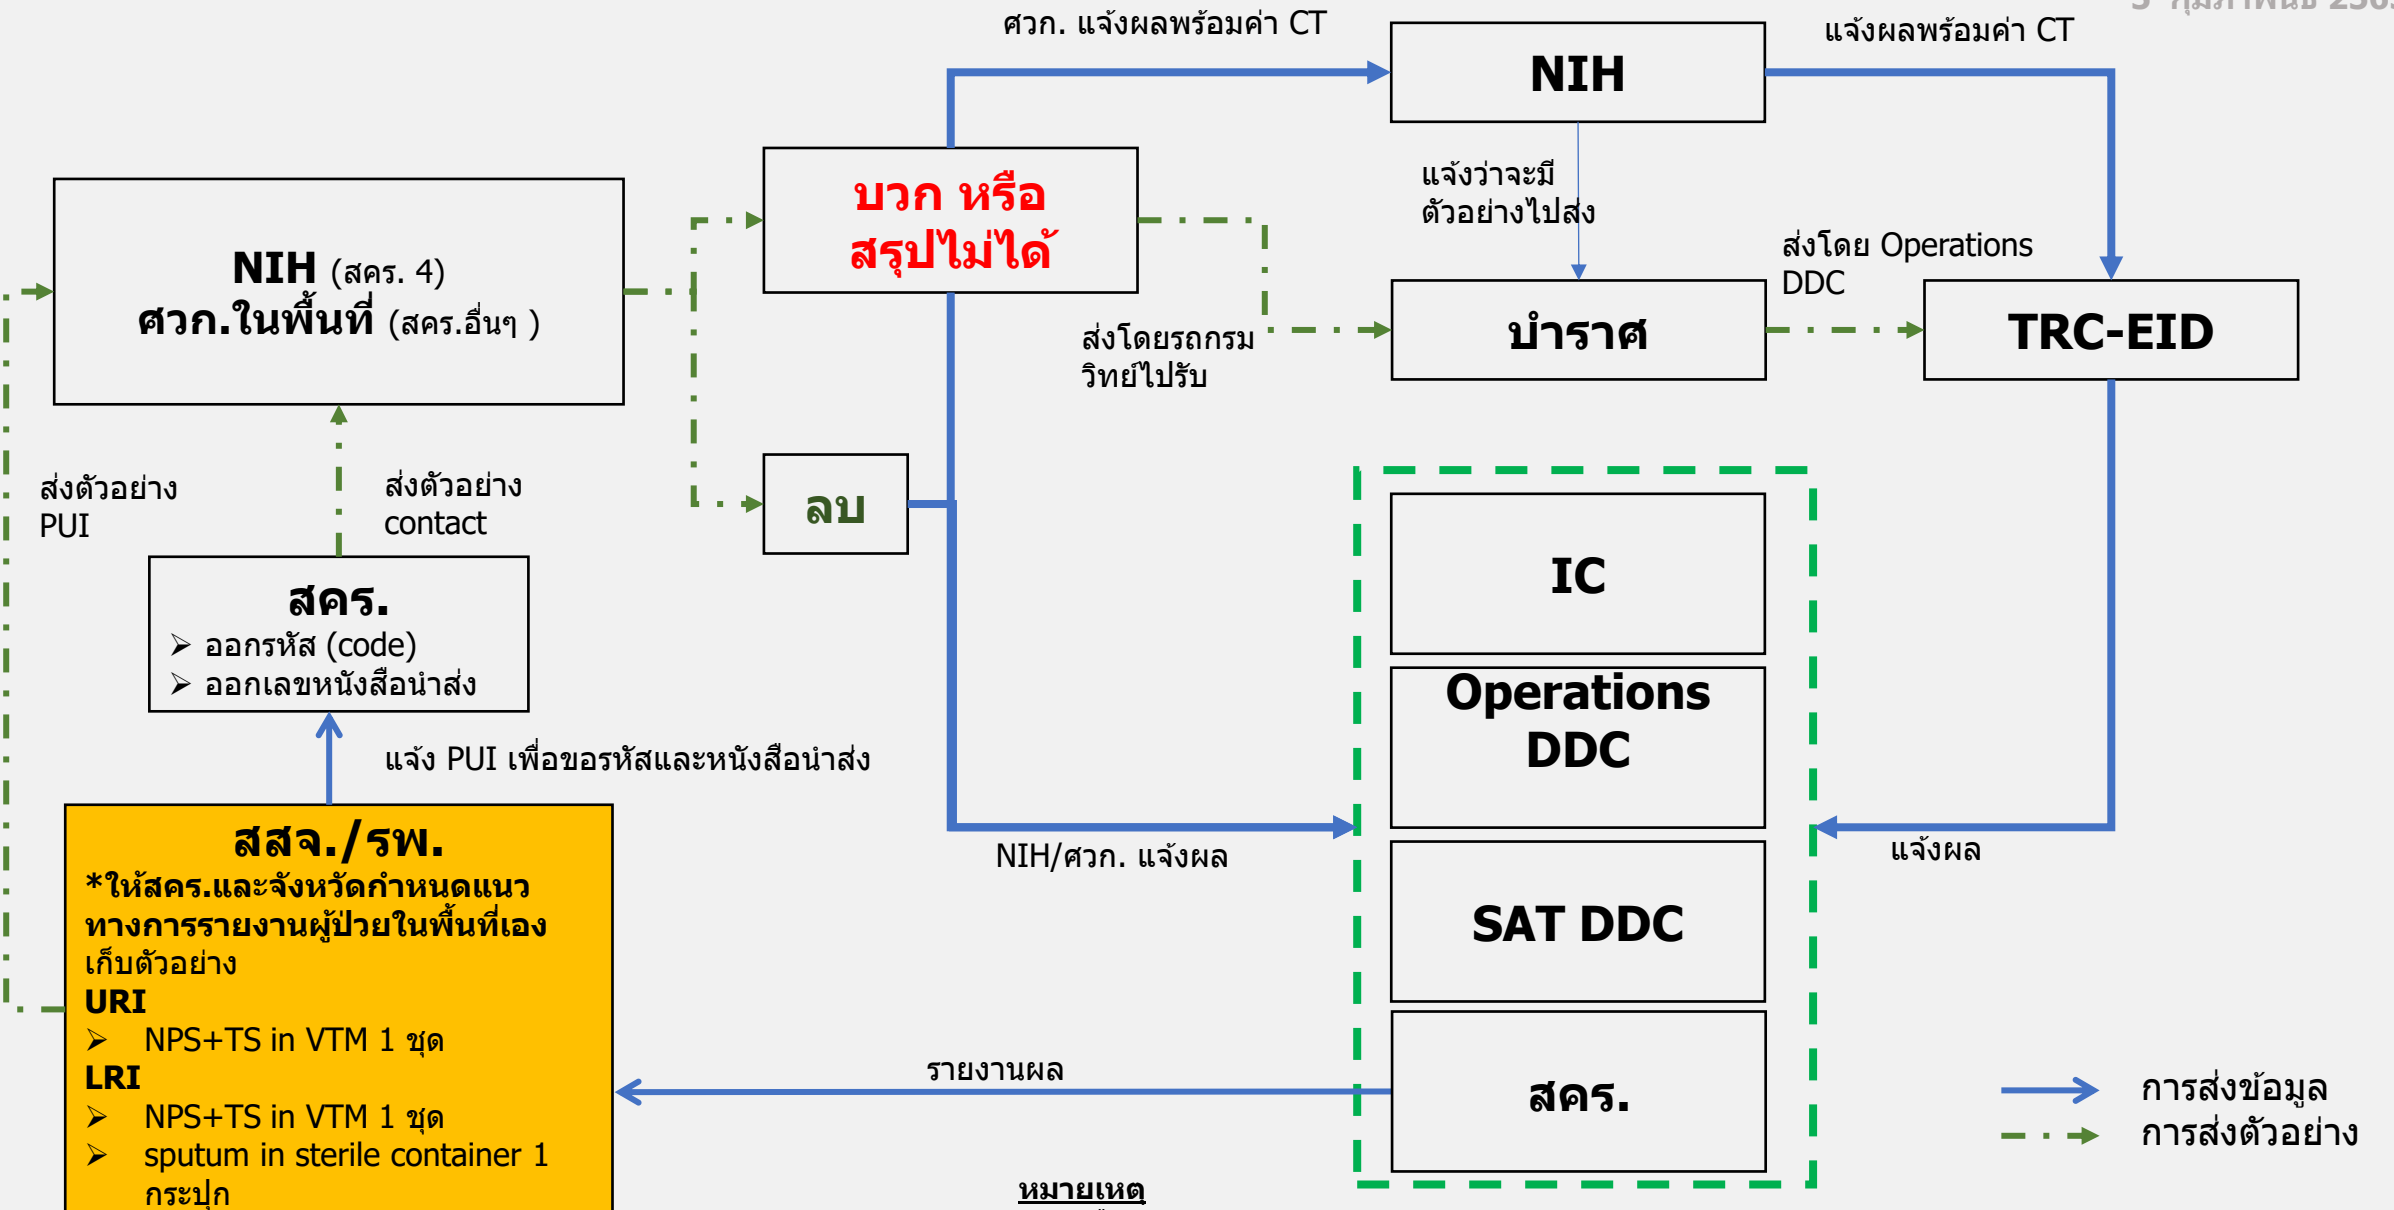 5 กุมภาพันธ์ 2563
ศวก. แจ้งผลพร้อมค่า CT
แจ้งผลพร้อมค่า CT
NIH
บวก หรือ
สรุปไม่ได้
แจ้งว่าจะมี
ตัวอย่างไปส่ง
NIH (สคร. 4)
ศวก.ในพื้นที่ (สคร.อื่นๆ )
ส่งโดย Operations
DDC
ส่งโดยรถกรม
วิทย์ไปรับ
บำราศ
TRC-EID
ส่งตัวอย่าง
PUI
ส่งตัวอย่าง
contact
ลบ
IC
สคร.
➢ ออกรหัส (code)
➢ ออกเลขหนังสือนำส่ง
Operations
DDC
แจ้ง PUI เพื่อขอรหัสและหนังสือนำส่ง
NIH/ศวก. แจ้งผล
แจ้งผล
สสจ./รพ.
*ให้สคร.และจังหวัดกำหนดแนว
ทางการรายงานผู้ป่วยในพื้นที่เอง
เก็บตัวอย่าง
URI
➢ NPS+TS in VTM 1 ชุด
LRI
➢ NPS+TS in VTM 1 ชุด
➢ sputum in sterile container 1
กระปุก
SAT DDC
รายงานผล
สคร.
การส่งข้อมูล
การส่งตัวอย่าง
หมายเหตุ